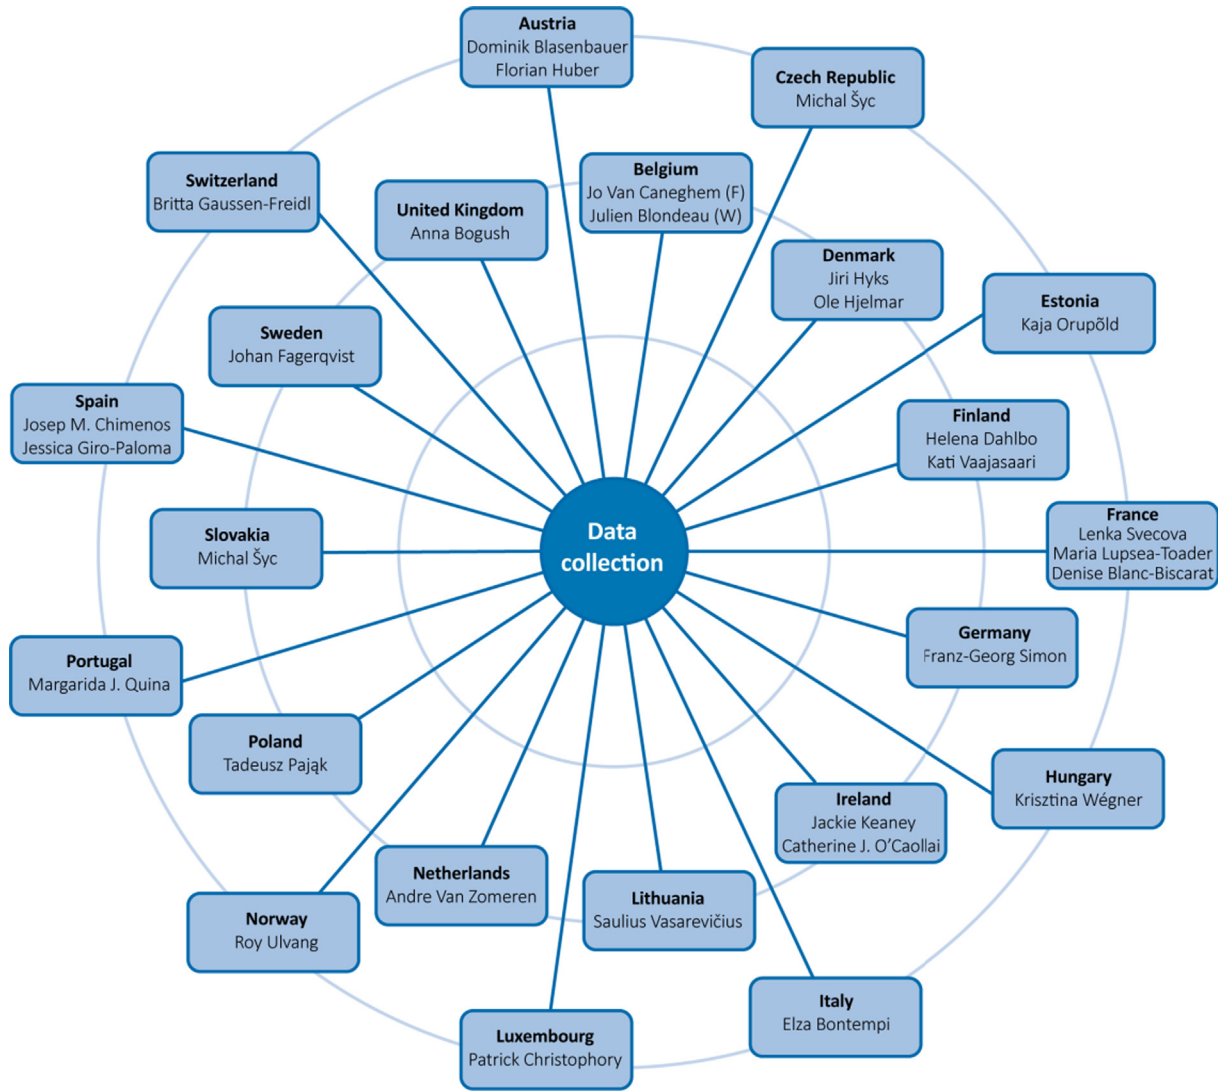 Austria
Dominik Blasenbauer
Florian Huber
Czech Republic
Michal Šyc
Belgium
Jo Van Caneghem (F)
Julien Blondeau (W)
Switzerland
Britta Gaussen-Freidl
United Kingdom
Anna Bogush
Denmark
Jiri Hyks
Ole Hjelmar
Estonia
Kaja Orupõld
Sweden
Johan Fagerqvist
Spain
Josep M. Chimenos
Jessica Giro-Paloma
Finland
Helena Dahlbo
Kati Vaajasaari
Slovakia
Michal Šyc
Data
collection
France
Lenka Svecova
Maria Lupsea-Toader
Denise Blanc-Biscarat
Germany
Franz-Georg Simon
Portugal
Margarida J. Quina
Poland
Tadeusz Pająk
Hungary
Krisztina Wégner
Ireland
Jackie Keaney
Catherine J. O’Caollai
Netherlands
Andre Van Zomeren
Lithuania
Saulius Vasarevičius
Norway
Roy Ulvang
Italy
Elza Bontempi
Luxembourg
Patrick Christophory